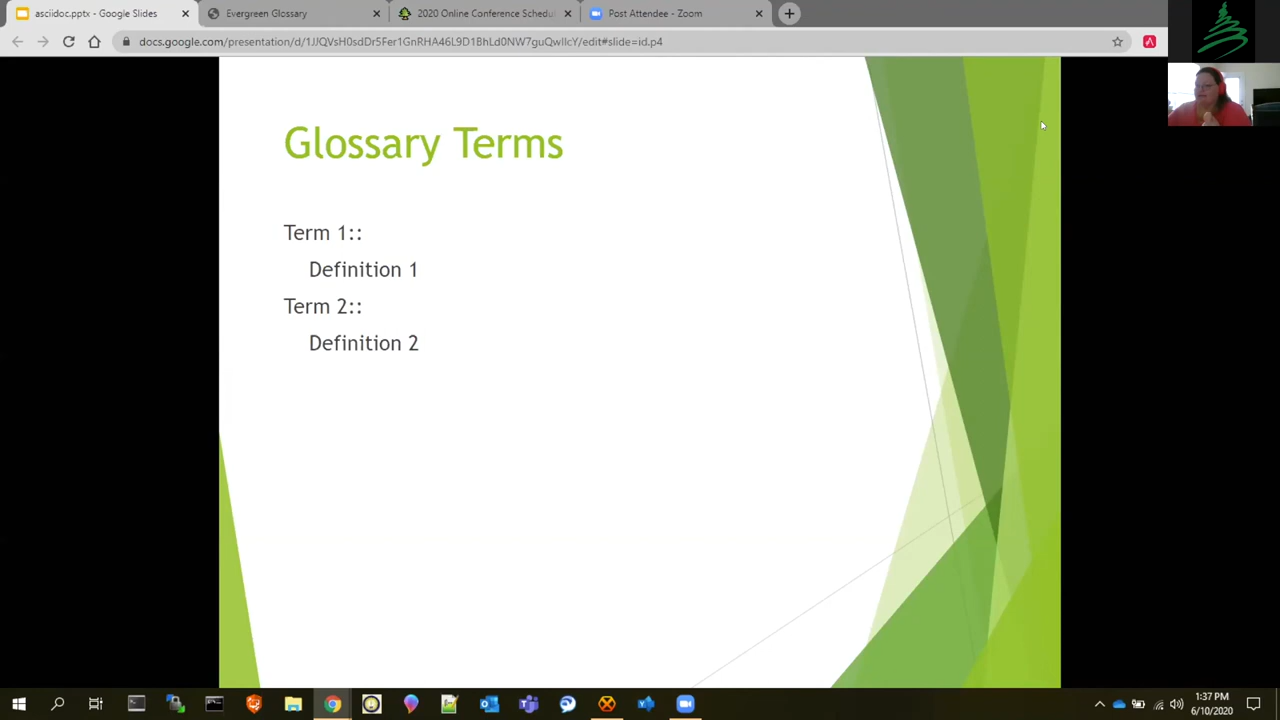 asciidoc.pptx - Google Slides
Evergreen Glossary
2020 Online Conference Schedu
Post Attendee - Zoom
docs.google.com/presentation/d/1JJQVsH0sdDr5Fer1GnRHA46L9D1BhLd0NW7guQwIIcY/edit#slide=id.p4
Glossary Terms
Term 1::
Definition 1
Term 2::
Definition 2
1:37 PM
6/10/2020